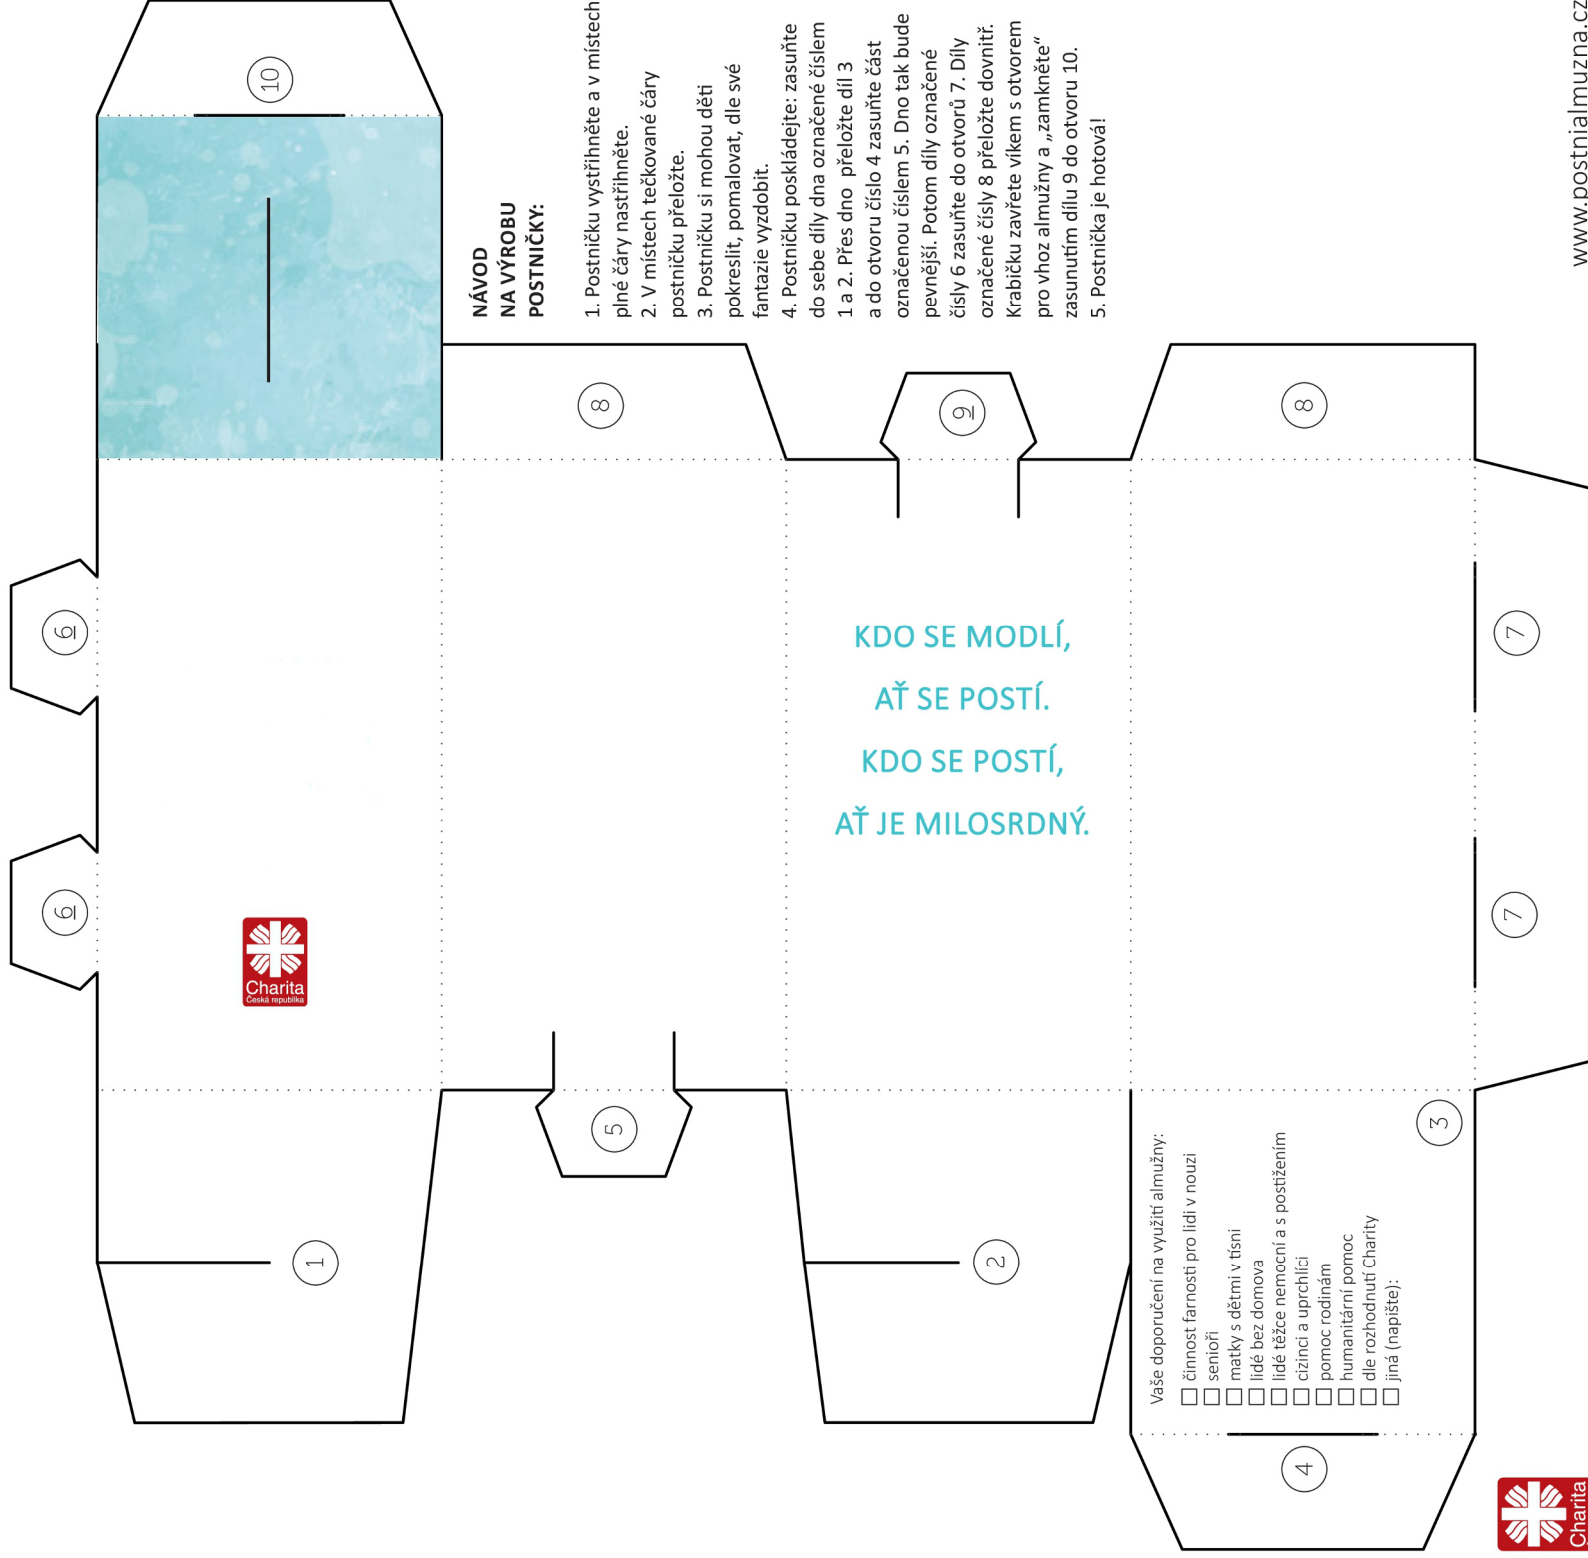 10
NÁVOD
NA VÝROBU
POSTNIČKY:
1. Postničku vystřihněte a v místech
plné čáry nastřihněte.
2. V místech tečkované čáry
postničku přeložte.
3. Postničku si mohou děti
pokreslit, pomalovat, dle své
fantazie vyzdobit.
4. Postničku poskládejte: zasuňte
do sebe díly dna označené číslem
1 a 2. Přes dno přeložte díl 3
a do otvoru číslo 4 zasuňte část
označenou číslem 5. Dno tak bude
pevnější. Potom díly označené
čísly 6 zasuňte do otvorů 7. Díly
označené čísly 8 přeložte dovnitř.
Krabičku zavřete víkem s otvorem
pro vhoz almužny a „zamkněte“
zasunutím dílu 9 do otvoru 10.
5. Postnička je hotová!
www.postnialmuzna.cz
8
9
8
6
6
7
7
KDO SE MODLÍ,
AŤ SE POSTÍ.
KDO SE POSTÍ,
AŤ JE MILOSRDNÝ.
Charita
Česká republika
5
1
2
3
Vaše doporučení na využití almužny:
činnost farnosti pro lidi v nouzi
senioři
matky s dětmi v tísni
lidé bez domova
lidé těžce nemocní a s postižením
cizinci a uprchlíci
pomoc rodinám
humanitární pomoc
dle rozhodnutí Charity
jiná (napište):
4
Charita